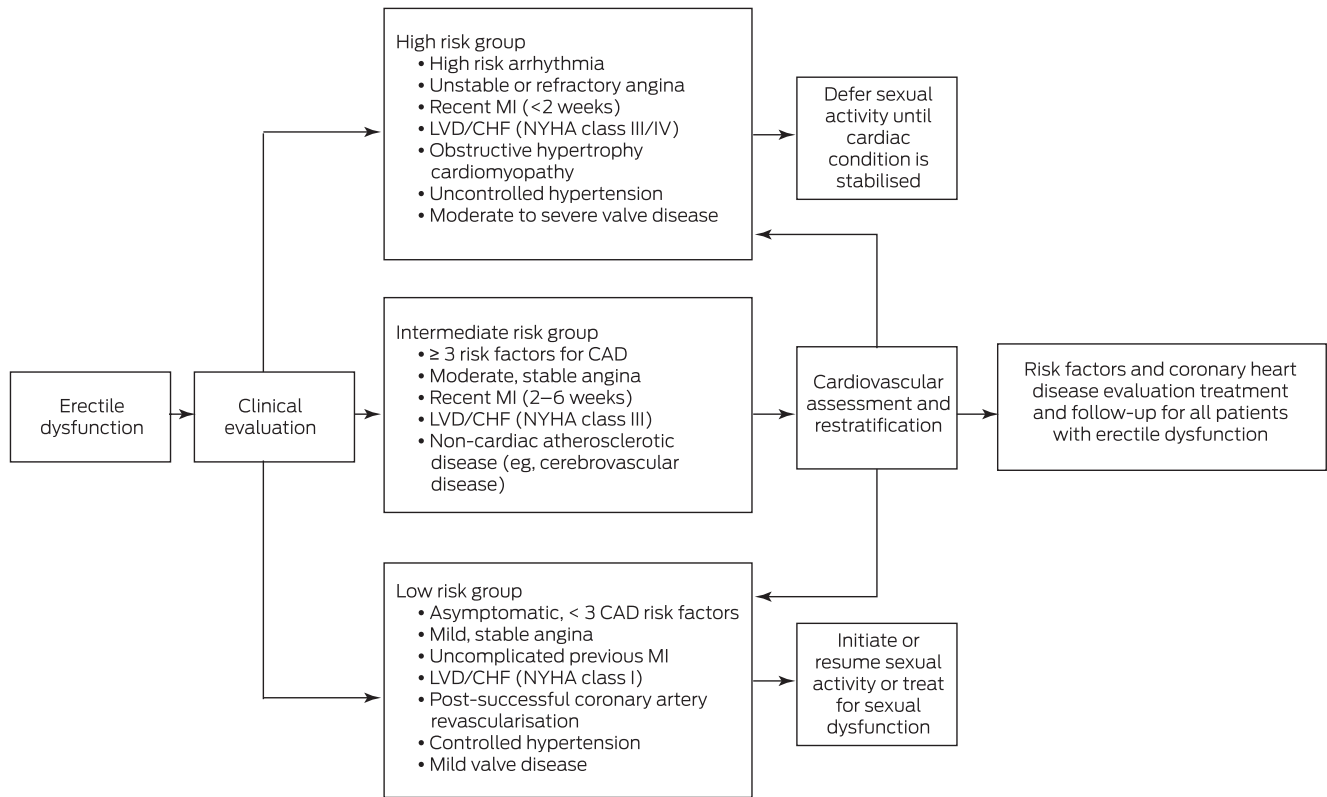 Erectile
dysfunction
Clinical
evaluation
High risk group
• High risk arrhythmia
• Unstable or refractory angina
• Recent MI (<2 weeks)
• LVD/CHF (NYHA class III/IV)
• Obstructive hypertrophy
cardiomyopathy
• Uncontrolled hypertension
• Moderate to severe valve disease
Defer sexual
activity until
cardiac
condition is
stabilised
Intermediate risk group
• ≥ 3 risk factors for CAD
• Moderate, stable angina
• Recent MI (2–6 weeks)
• LVD/CHF (NYHA class III)
• Non-cardiac atherosclerotic
disease (eg, cerebrovascular
disease)
Cardiovascular
assessment and
restratification
Risk factors and coronary heart
disease evaluation treatment
and follow-up for all patients
with erectile dysfunction
Low risk group
• Asymptomatic, < 3 CAD risk factors
• Mild, stable angina
• Uncomplicated previous MI
• LVD/CHF (NYHA class I)
• Post-successful coronary artery
revascularisation
• Controlled hypertension
• Mild valve disease
Initiate or
resume sexual
activity or treat
for sexual
dysfunction